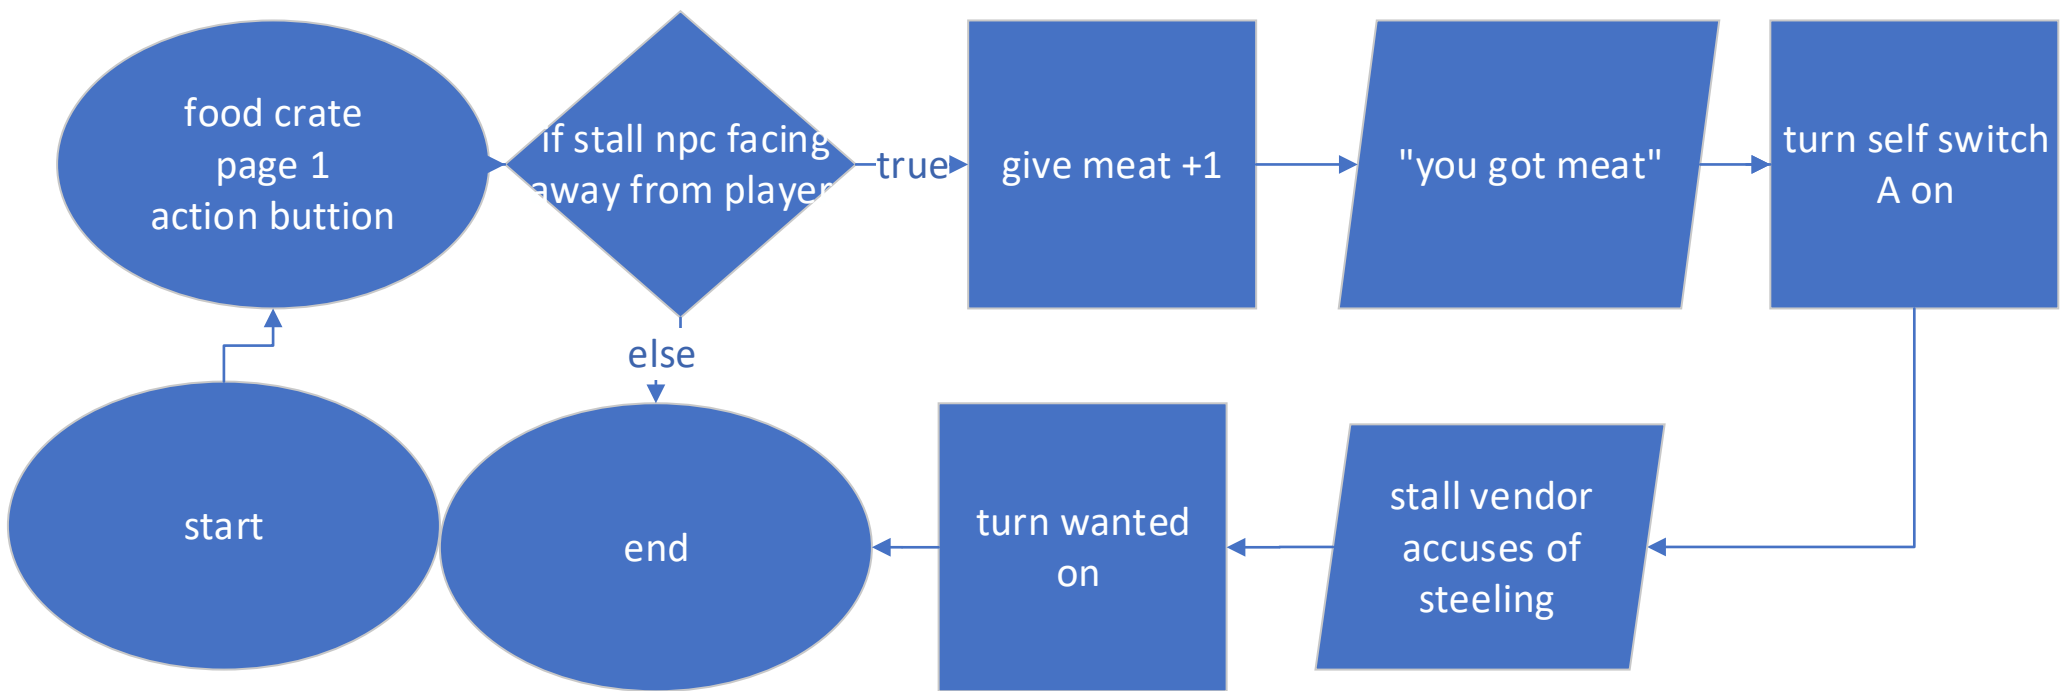 food crate
page 1
action buttion
if stall npc facing
away from player
true
give meat +1
"you got meat"
turn self switch
A on
else
start
end
turn wanted
on
stall vendor
accuses of
steeling